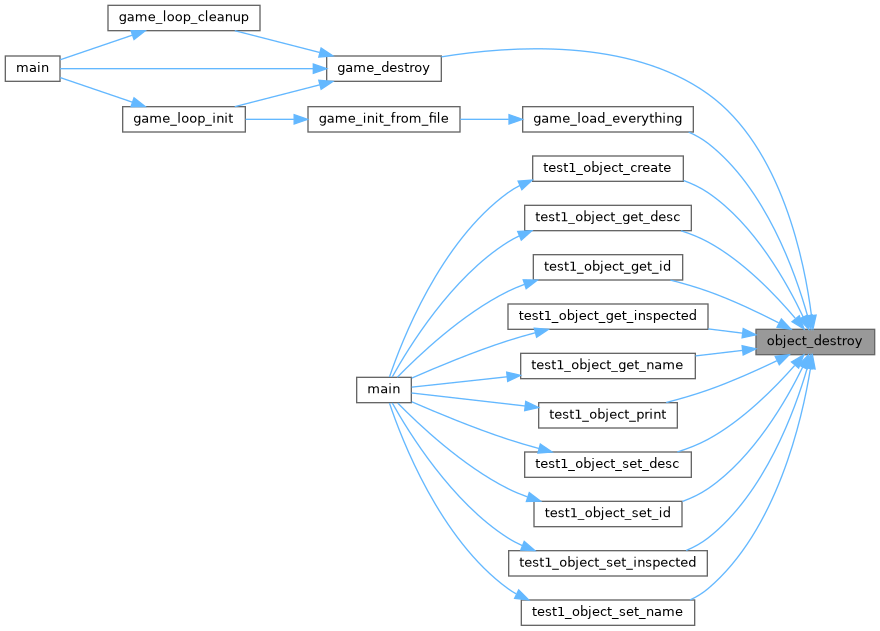 game_loop_cleanup
main
game_destroy
game_loop_init
game_init_from_file
game_load_everything
test1_object_create
test1_object_get_desc
test1_object_get_id
test1_object_get_inspected
object_destroy
test1_object_get_name
main
test1_object_print
test1_object_set_desc
test1_object_set_id
test1_object_set_inspected
test1_object_set_name